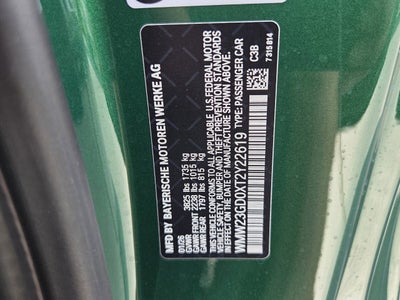 MFD BY BAYERISCHE MOTOREN WERKE AG
01/26
GVWR 3825 lbs 1735 kg
GAWR FRONT 2238 lbs 1015 kg
GAWR REAR 1797 lbs 815 kg
THIS VEHICLE CONFORMS TO ALL APPLICABLE U.S. FEDERAL MOTOR
VEHICLE SAFETY, BUMPER, AND THEFT PREVENTION STANDARDS
IN EFFECT ON THE DATE OF MANUFACTURE SHOWN ABOVE.
WMW23GD0XT2Y22619 TYPE: PASSENGER CAR
C3B
7 315 814